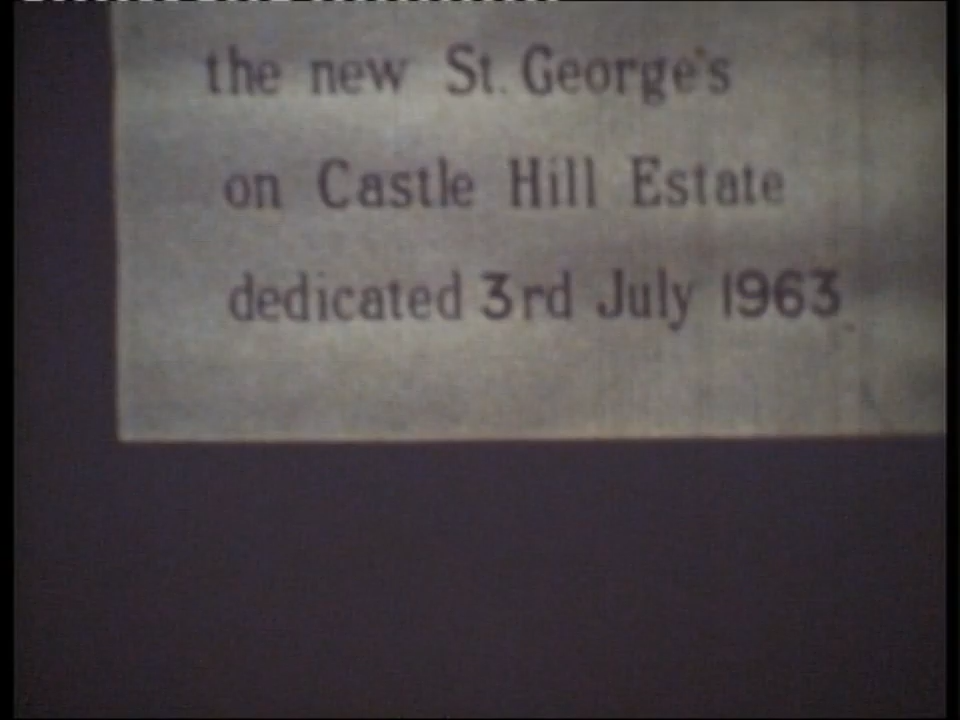 the new St. George's
on Castle Hill Estate
dedicated 3rd July 1963